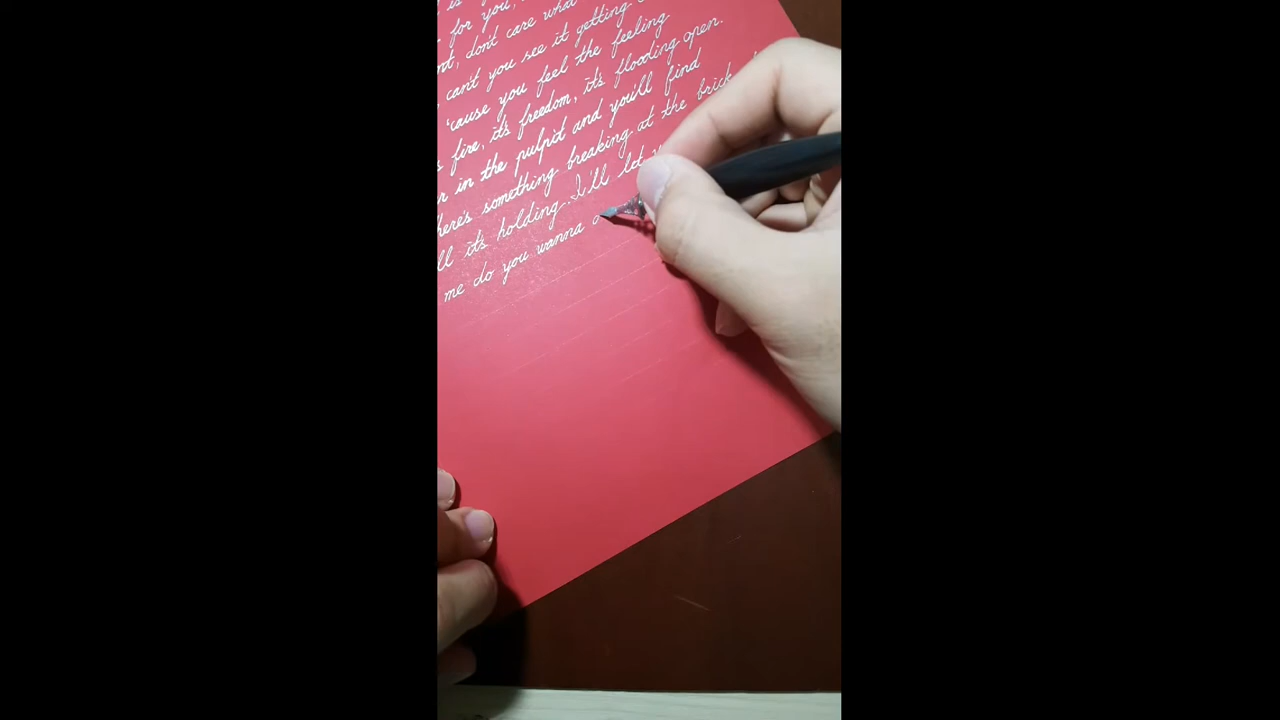 for you,
don't care what
can't you see it getting
'cause you feel the feeling
fire, it's freedom, it's flooding open.
in the pulpit and you'll find
there's something breaking at the brick
it's holding. I'll let
me do you wanna